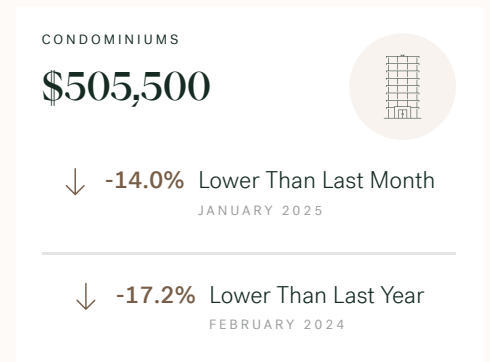 CONDOMINIUMS
$505,500
-14.0% Lower Than Last Month
JANUARY 2025
-17.2% Lower Than Last Year
FEBRUARY 2024